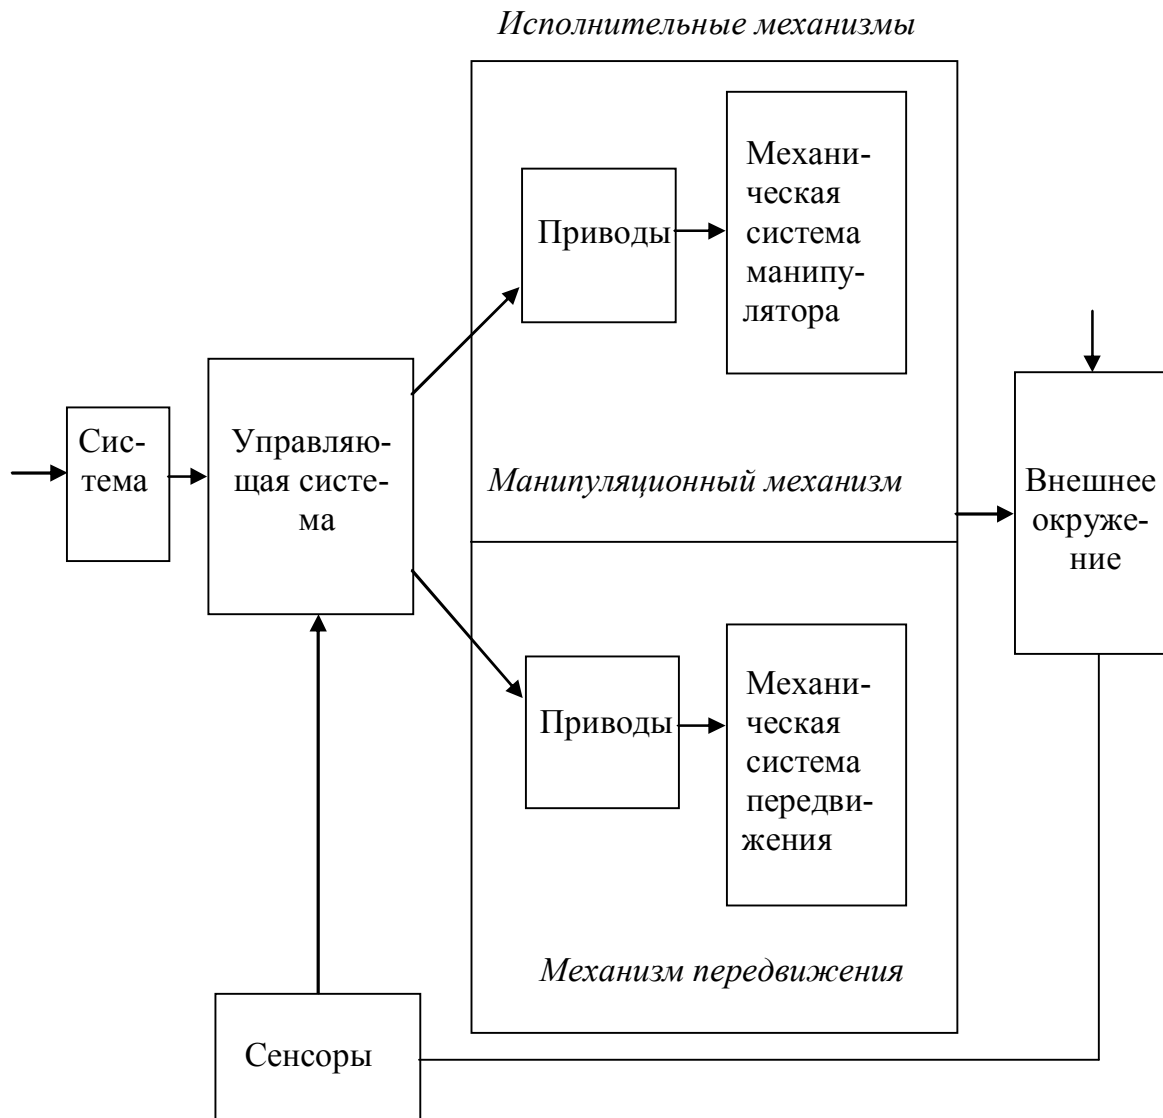 Исполнительные механизмы
Механи-
ческая
система
манипу-
лятора
Приводы
Сис-
тема
Управляю-
щая систе-
ма
Манипуляционный механизм
Внешнее
окруже-
ние
Приводы
Механи-
ческая
система
передви-
жения
Механизм передвижения
Сенсоры